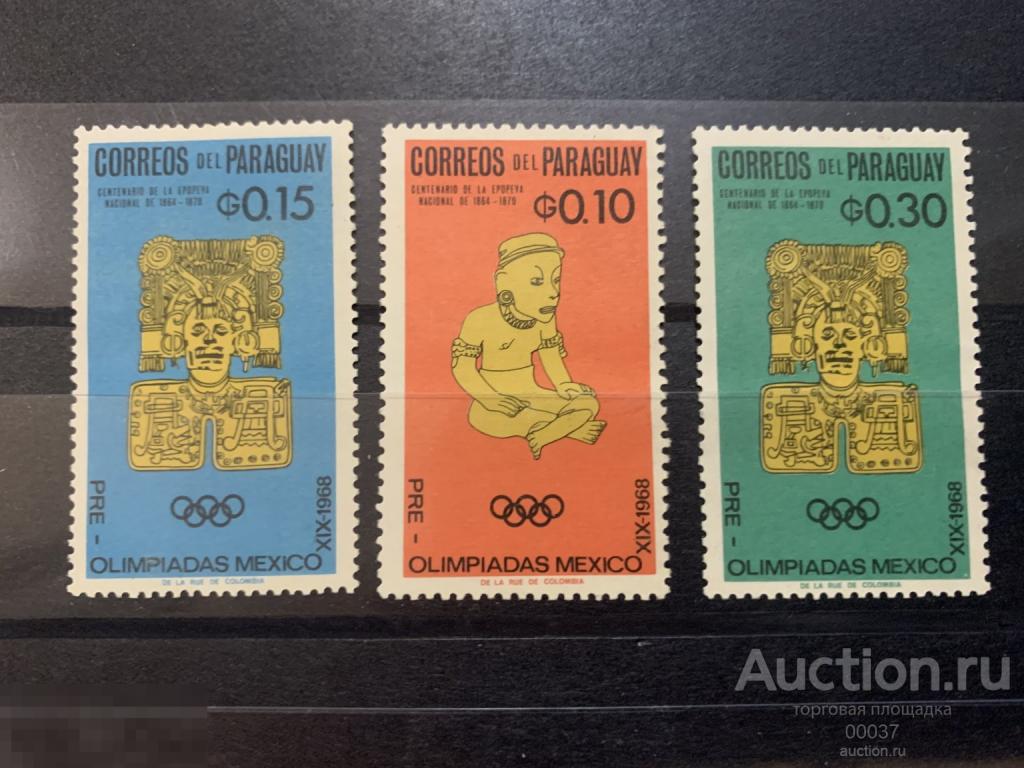 CORREOS DEL PARAGUAY
CENTENARIO DE LA EPOPEYA
NACIONAL DE 1864-1870
₲0.15
PRE -
OLIMPIADAS MEXICO
XIX-1968
DE LA RUE DE COLOMBIA
CORREOS DEL PARAGUAY
CENTENARIO DE LA EPOPEYA
NACIONAL DE 1864-1870
₲0.10
PRE -
OLIMPIADAS MEXICO
XIX-1968
DE LA RUE DE COLOMBIA
CORREOS DEL PARAGUAY
CENTENARIO DE LA EPOPEYA
NACIONAL DE 1864-1870
₲0.30
PRE -
OLIMPIADAS MEXICO
XIX-1968
DE LA RUE DE COLOMBIA
Auction.ru
торговая площадка
00037
auction.ru